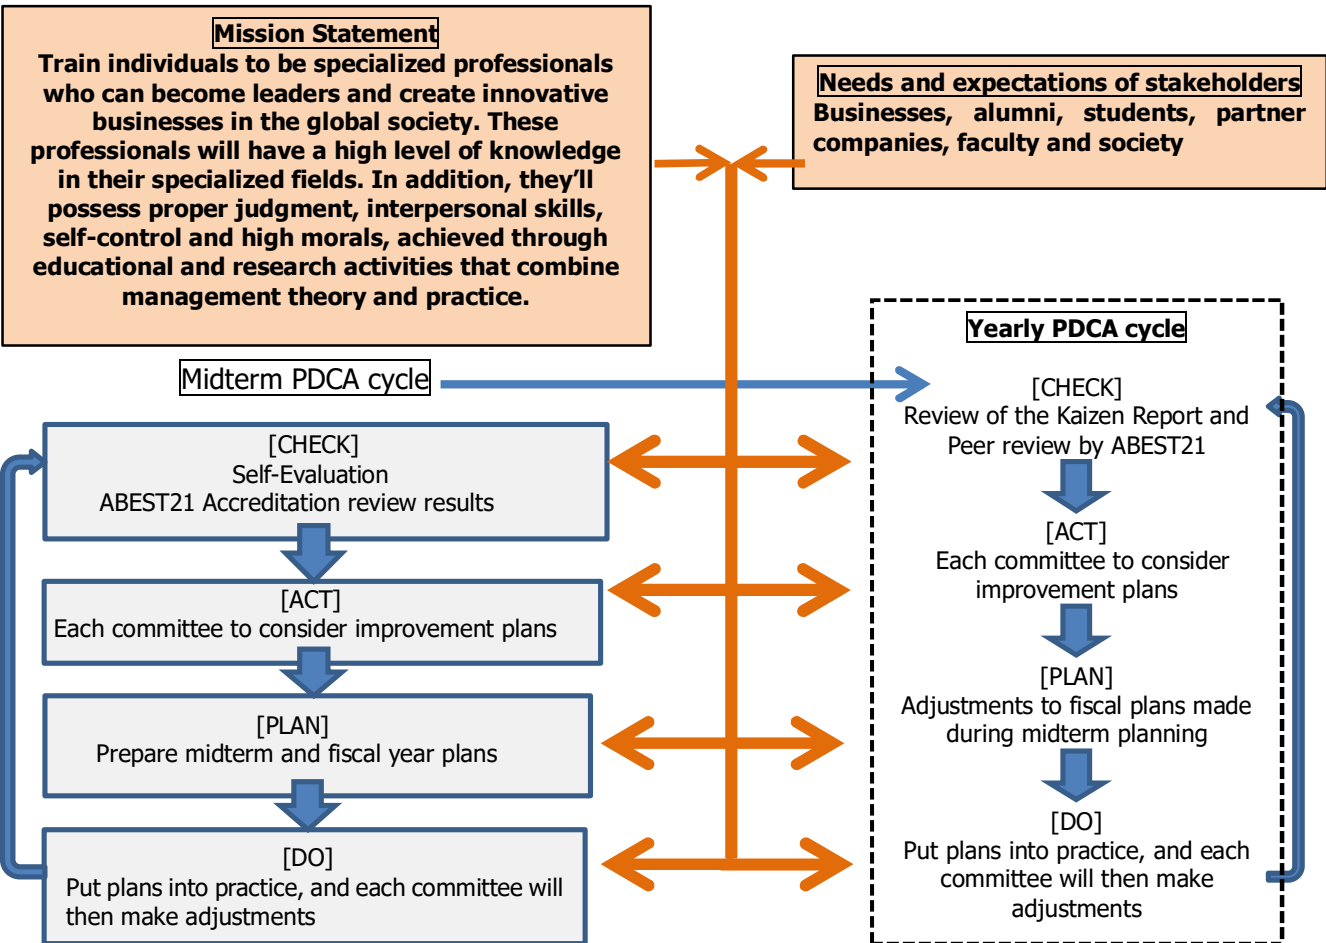 Mission Statement
Train individuals to be specialized professionals
who can become leaders and create innovative
businesses in the global society. These
professionals will have a high level of knowledge
in their specialized fields. In addition, they’ll
possess proper judgment, interpersonal skills,
self-control and high morals, achieved through
educational and research activities that combine
management theory and practice.
Needs and expectations of stakeholders
Businesses, alumni, students, partner
companies, faculty and society
Midterm PDCA cycle
[CHECK]
Self-Evaluation
ABEST21 Accreditation review results
[ACT]
Each committee to consider improvement plans
[PLAN]
Prepare midterm and fiscal year plans
[DO]
Put plans into practice, and each committee will
then make adjustments
Yearly PDCA cycle
[CHECK]
Review of the Kaizen Report and
Peer review by ABEST21
[ACT]
Each committee to consider
improvement plans
[PLAN]
Adjustments to fiscal plans made
during midterm planning
[DO]
Put plans into practice, and each
committee will then make
adjustments